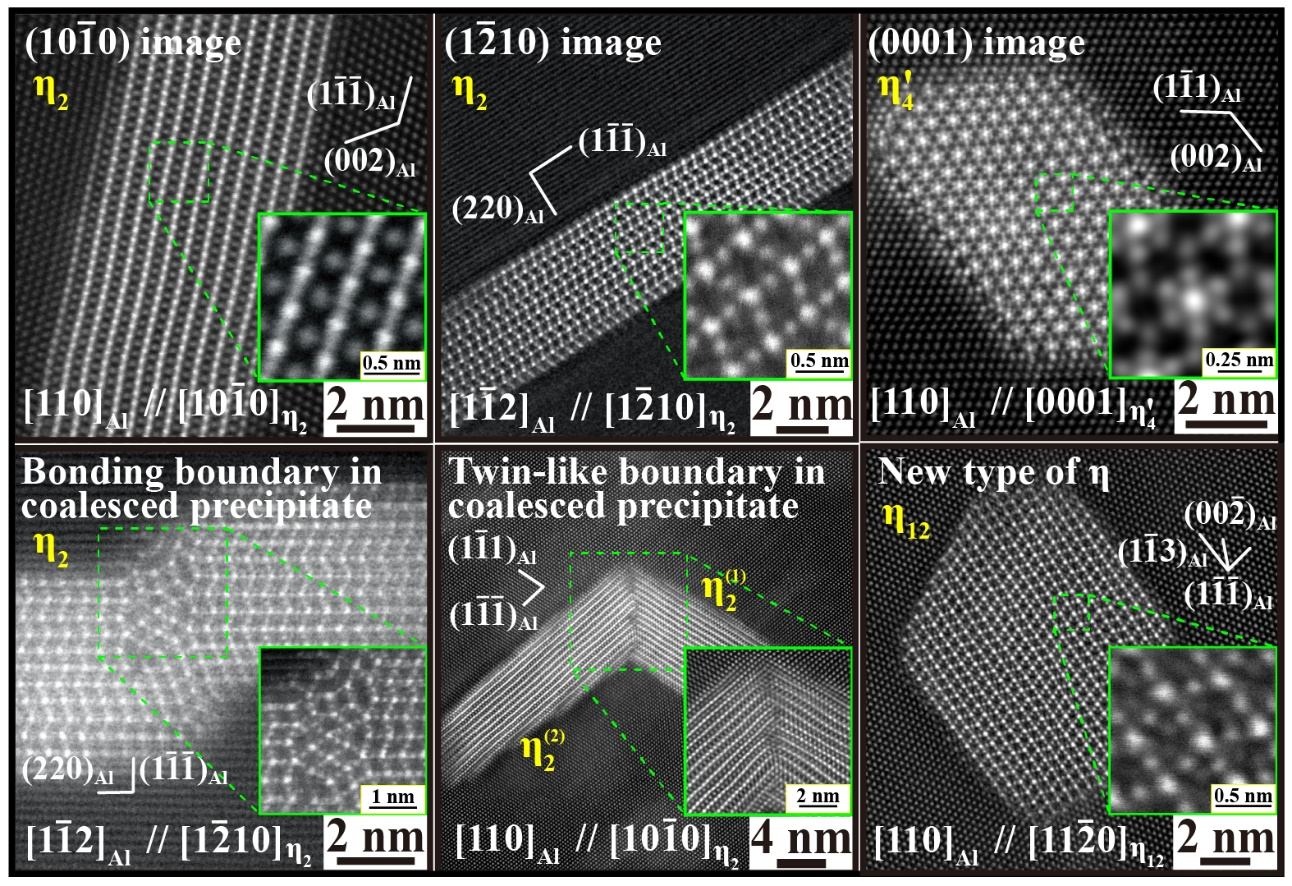 (101̅0) image
η₂
(11̅1̅)Al
(002)Al
0.5 nm
[110]Al // [101̅0]η₂
2 nm
(12̅10) image
η₂
(11̅1̅)Al
(220)Al
0.5 nm
[11̅2]Al // [12̅10]η₂
2 nm
(0001) image
η′₄
(11̅1)Al
(002)Al
0.25 nm
[110]Al // [0001]η′₄
2 nm
Bonding boundary in
coalesced precipitate
η₂
(220)Al (11̅1̅)Al
1 nm
[11̅2]Al // [12̅10]η₂
2 nm
Twin-like boundary in
coalesced precipitate
(11̅1)Al
η₂⁽¹⁾
(11̅1̅)Al
η₂⁽²⁾
2 nm
[110]Al // [101̅0]η₂
4 nm
New type of η
η₁₂
(002̅)Al
(11̅3)Al
(11̅1̅)Al
0.5 nm
[110]Al // [112̅0]η₁₂
2 nm